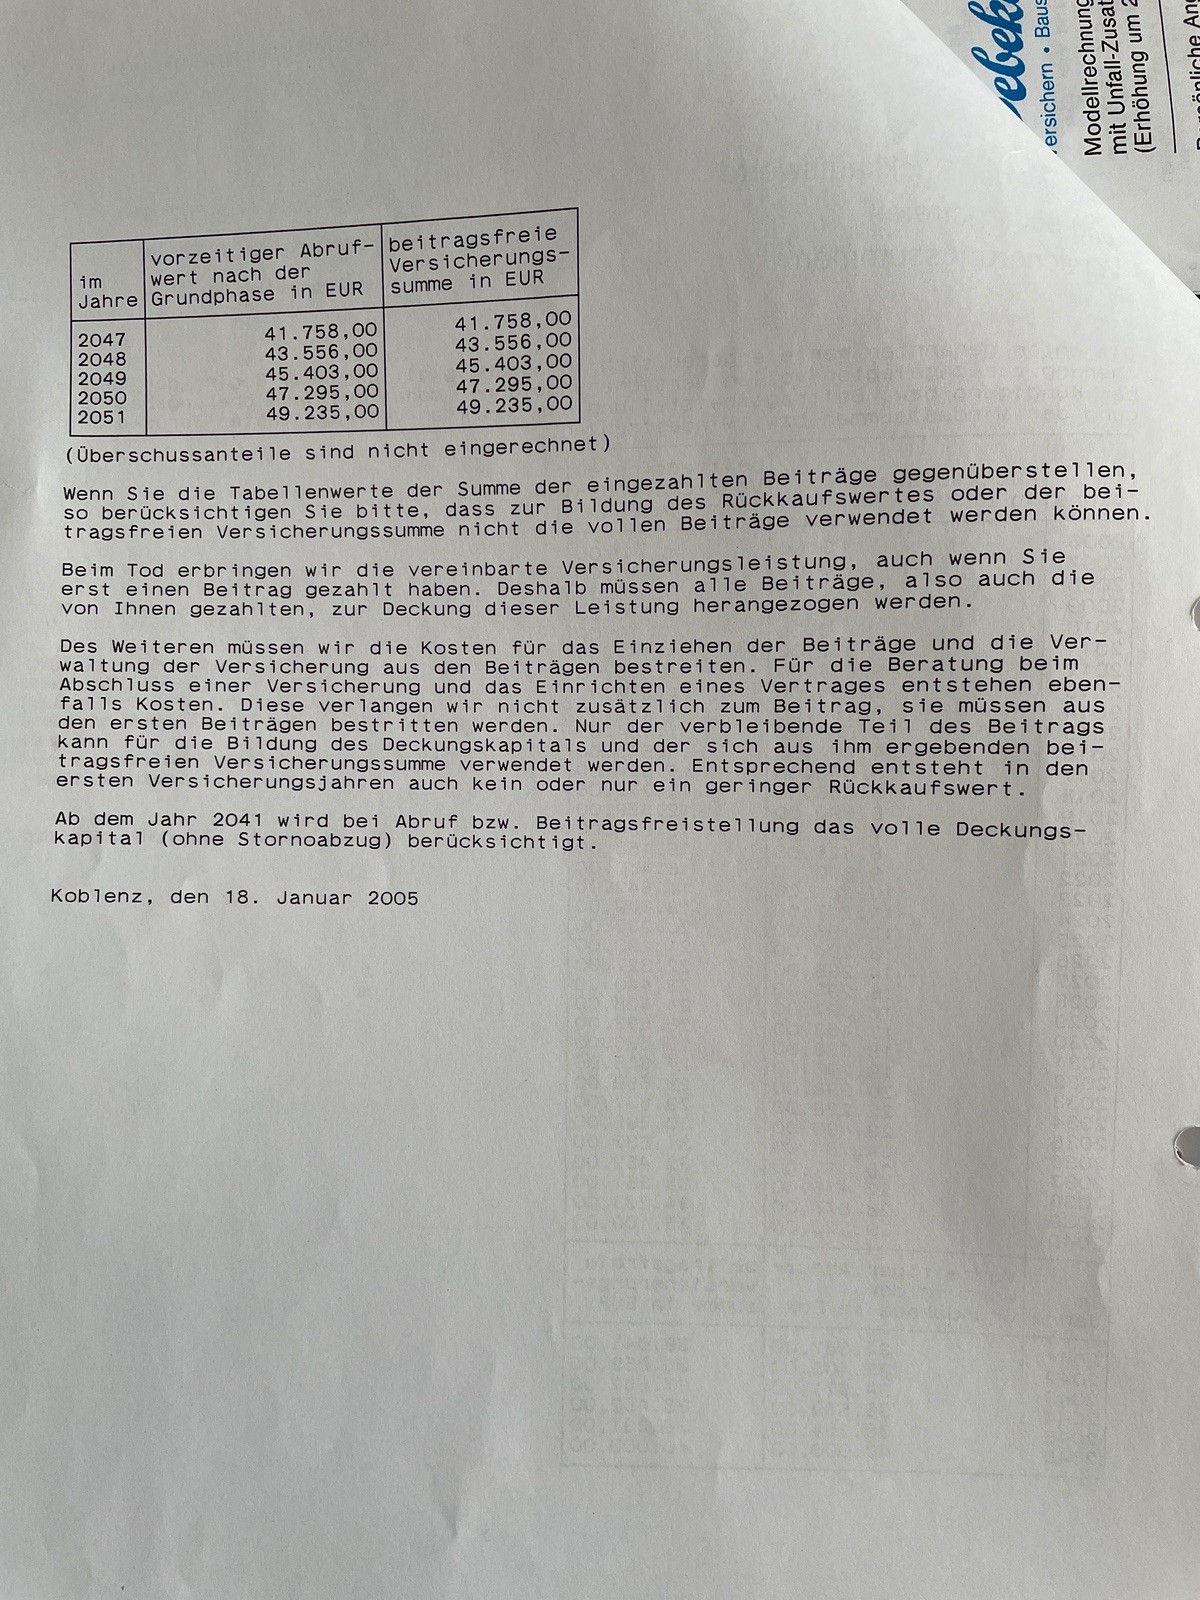 ebek
ersichern • Baus
Modellrechnung
mit Unfall-Zusat
(Erhöhung um 2
im Jahre | vorzeitiger Abruf-wert nach der Grundphase in EUR | beitragsfreie Versicherungs-summe in EUR
2047 41.758,00 41.758,00
2048 43.556,00 43.556,00
2049 45.403,00 45.403,00
2050 47.295,00 47.295,00
2051 49.235,00 49.235,00
(Überschussanteile sind nicht eingerechnet)
Wenn Sie die Tabellenwerte der Summe der eingezahlten Beiträge gegenüberstellen,
so berücksichtigen Sie bitte, dass zur Bildung des Rückkaufswertes oder der bei-
tragsfreien Versicherungssumme nicht die vollen Beiträge verwendet werden können.
Beim Tod erbringen wir die vereinbarte Versicherungsleistung, auch wenn Sie
erst einen Beitrag gezahlt haben. Deshalb müssen alle Beiträge, also auch die
von Ihnen gezahlten, zur Deckung dieser Leistung herangezogen werden.
Des Weiteren müssen wir die Kosten für das Einziehen der Beiträge und die Ver-
waltung der Versicherung aus den Beiträgen bestreiten. Für die Beratung beim
Abschluss einer Versicherung und das Einrichten eines Vertrages entstehen eben-
falls Kosten. Diese verlangen wir nicht zusätzlich zum Beitrag, sie müssen aus
den ersten Beiträgen bestritten werden. Nur der verbleibende Teil des Beitrags
kann für die Bildung des Deckungskapitals und der sich aus ihm ergebenden bei-
tragsfreien Versicherungssumme verwendet werden. Entsprechend entsteht in den
ersten Versicherungsjahren auch kein oder nur ein geringer Rückkaufswert.
Ab dem Jahr 2041 wird bei Abruf bzw. Beitragsfreistellung das volle Deckungs-
kapital (ohne Stornoabzug) berücksichtigt.
Koblenz, den 18. Januar 2005